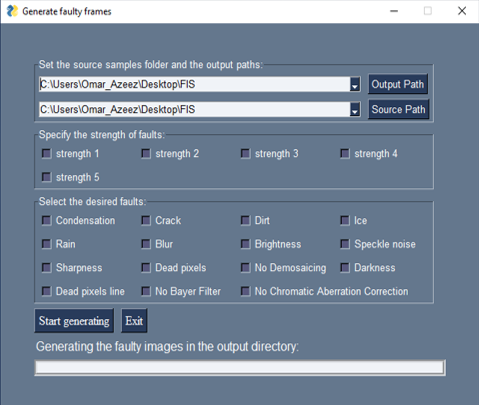 Generate faulty frames
Set the source samples folder and the output paths:
C:\Users\Omar_Azeez\Desktop\FIS
Output Path
C:\Users\Omar_Azeez\Desktop\FIS
Source Path
Specify the strength of faults:
strength 1 strength 2 strength 3 strength 4
strength 5
Select the desired faults:
Condensation Crack Dirt Ice
Rain Blur Brightness Speckle noise
Sharpness Dead pixels No Demosaicing Darkness
Dead pixels line No Bayer Filter No Chromatic Aberration Correction
Start generating Exit
Generating the faulty images in the output directory: